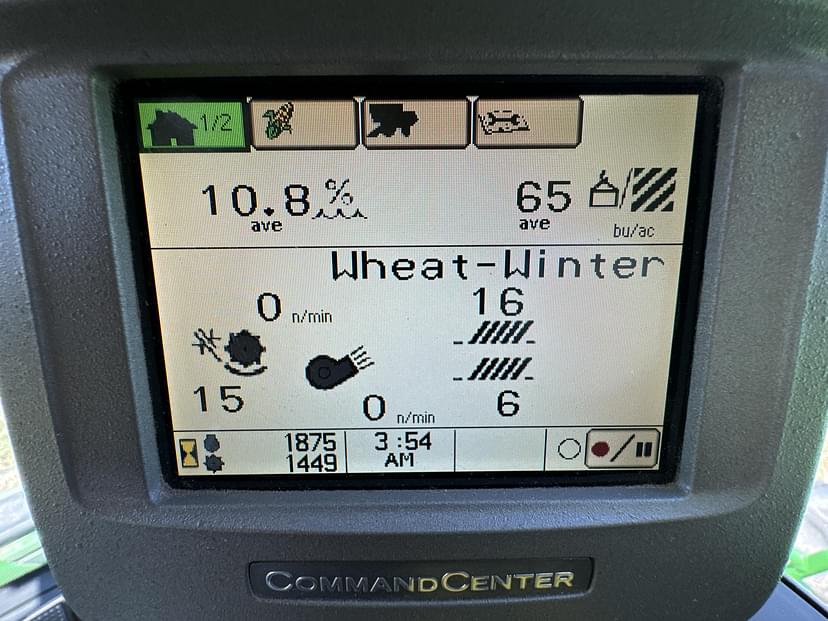 1/2
10.8 %
ave
65
ave
bu/ac
Wheat-Winter
0 n/min
16
15
0 n/min
6
1875
1449
3:54
AM
COMMANDCENTER